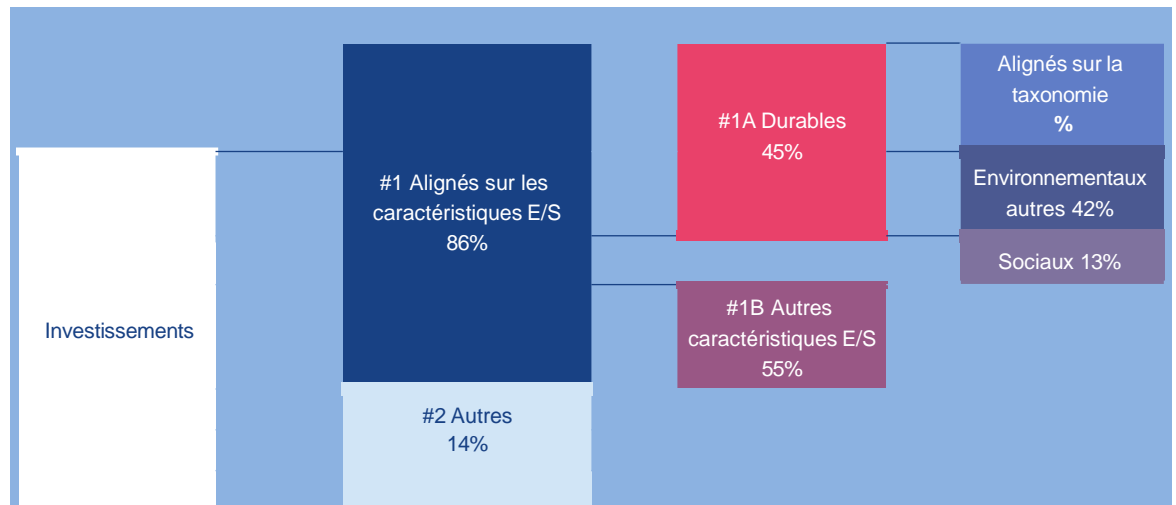 Investissements
#1 Alignés sur les
caractéristiques E/S
86%
#2 Autres
14%
#1A Durables
45%
#1B Autres
caractéristiques E/S
55%
Alignés sur la
taxonomie
%
Environnementaux
autres 42%
Sociaux 13%